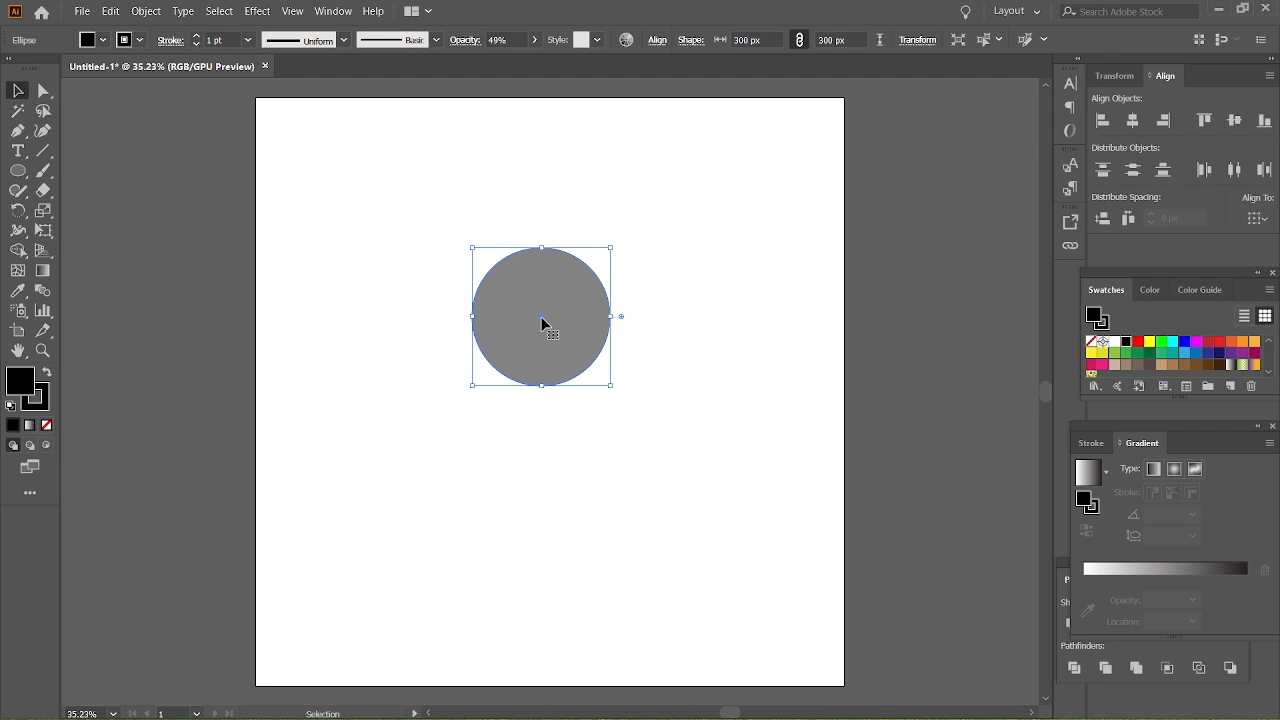 Ai File Edit Object Type Select Effect View Window Help Layout Search Adobe Stock
Ellipse Stroke: 1 pt Uniform Basic Opacity: 49% Style: Align Shape: 300 px 300 px Transform
Untitled-1* @ 35.23% (RGB/GPU Preview) ×
Transform Align
Align Objects:
Distribute Objects:
Distribute Spacing: Align To:
0 px
Swatches Color Color Guide
Stroke Gradient
Type:
Stroke:
Opacity:
Location:
Pathfinders:
35.23% 1 Selection